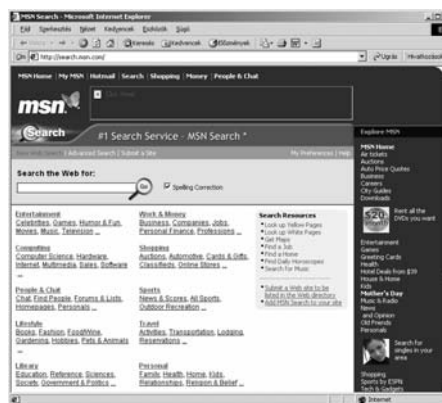 MSN Search - Microsoft Internet Explorer
Fájl Szerkesztés Nézet Kedvencek Eszközök Súgó
Keresés Kedvencek Előzmények
Cím http://search.msn.com/ Ugrás Hivatkozások
MSN Home | My MSN | Hotmail | Search | Shopping | Money | People & Chat
msn
Search
#1 Search Service - MSN Search *
| Advanced Search | Submit a Site
My Preferences | Help
Search the Web for:
Go
Spelling Correction
Entertainment
Celebrities, Games, Humor & Fun,
Movies, Music, Television ...
Computing
Computer Science, Hardware,
Internet, Multimedia, Sales, Software
...
People & Chat
Chat, Find People, Forums & Lists,
Homepages, Personals ...
Lifestyle
Books, Fashion, Food/Wine,
Gardening, Hobbies, Pets & Animals
...
Library
Education, Reference, Sciences,
Society, Government & Politics ...
Work & Money
Business, Companies, Jobs,
Personal Finance, Professions ...
Shopping
Auctions, Automotive, Cards & Gifts,
Classifieds, Online Stores ...
Sports
News & Scores, All Sports,
Outdoor Recreation ...
Travel
Activities, Transportation, Lodging,
Reservations ...
Personal
Family, Health, Home, Kids,
Relationships, Religion & Belief ...
Search Resources
Look up Yellow Pages
Look up White Pages
Get Maps
Find a Job
Find a Home
Find Daily Horoscopes
Search for Music
Submit a Web site to be
listed in the Web directory
Add MSN Search to your site
Explore MSN
MSN Home
Air tickets
Auctions
Auto Price Quotes
Business
Careers
City Guides
Downloads
$20
Rent all the
DVDs you want
Entertainment
Games
Greeting Cards
Health
Hotel Deals from $39
House & Home
Kids
Mother's Day
Music & Radio
News
and Opinion
Old Friends
Personals
Search for
singles in your
area
Shopping
Sports by ESPN
Tech & Gadgets
Internet